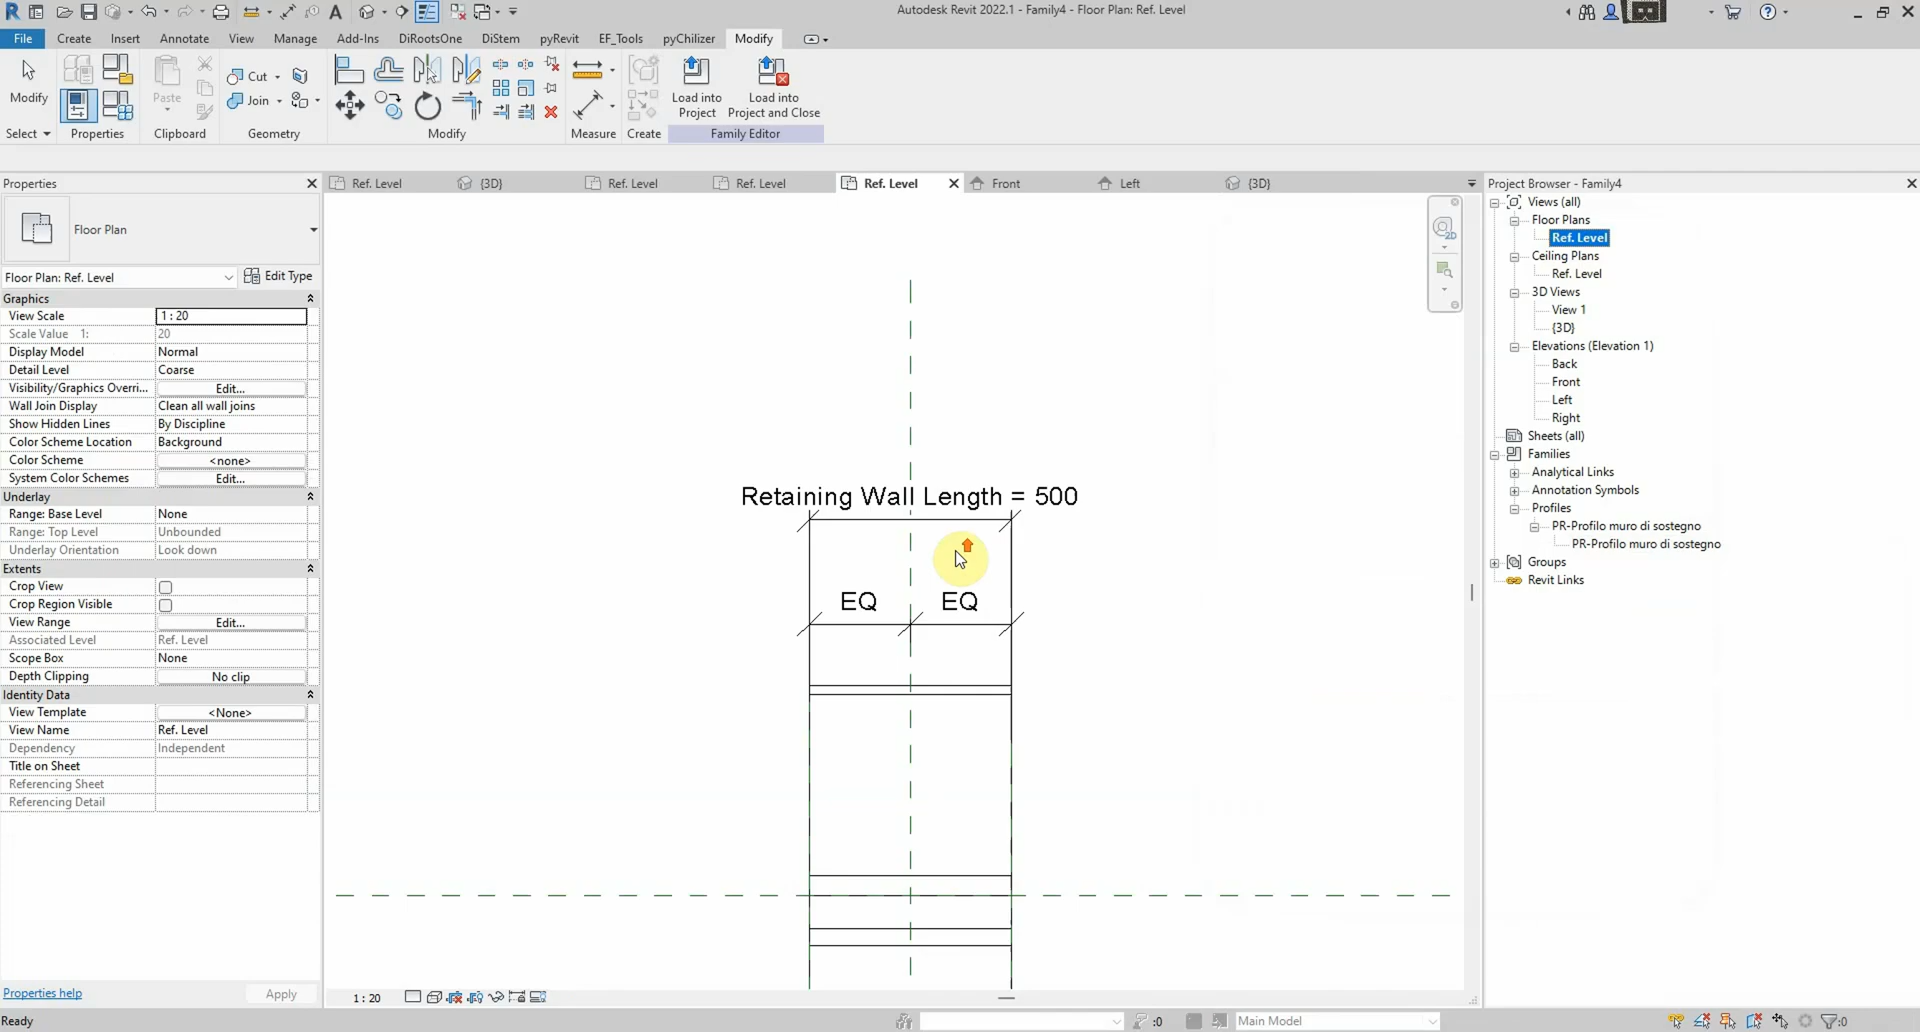 Autodesk Revit 2022.1 - Family4 - Floor Plan: Ref. Level
File Create Insert Annotate View Manage Add-Ins DiRootsOne DiStem pyRevit EF_Tools pyChilizer Modify
Modify
Paste
Cut
Join
Load into Project
Load into Project and Close
Select Properties Clipboard Geometry Modify Measure Create Family Editor
Properties
Ref. Level {3D} Ref. Level Ref. Level Ref. Level Front Left {3D}
Project Browser - Family4
Floor Plan
Floor Plan: Ref. Level Edit Type
Graphics
View Scale 1 : 20
Scale Value 1: 20
Display Model Normal
Detail Level Coarse
Visibility/Graphics Overri... Edit...
Wall Join Display Clean all wall joins
Show Hidden Lines By Discipline
Color Scheme Location Background
Color Scheme <none>
System Color Schemes Edit...
Underlay
Range: Base Level None
Range: Top Level Unbounded
Underlay Orientation Look down
Extents
Crop View
Crop Region Visible
View Range Edit...
Associated Level Ref. Level
Scope Box None
Depth Clipping No clip
Identity Data
View Template <None>
View Name Ref. Level
Dependency Independent
Title on Sheet
Referencing Sheet
Referencing Detail
Properties help Apply
Retaining Wall Length = 500
EQ EQ
2D
Views (all)
Floor Plans
Ref. Level
Ceiling Plans
Ref. Level
3D Views
View 1
{3D}
Elevations (Elevation 1)
Back
Front
Left
Right
Sheets (all)
Families
Analytical Links
Annotation Symbols
Profiles
PR-Profilo muro di sostegno
PR-Profilo muro di sostegno
Groups
Revit Links
1 : 20
Ready
:0
Main Model
:0